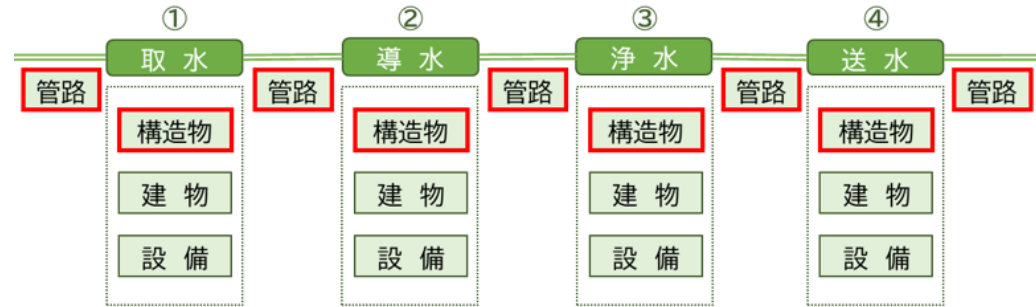 ① ② ③ ④
取 水 導 水 浄 水 送 水
管路 管路 管路 管路 管路
構造物 構造物 構造物 構造物
建 物 建 物 建 物 建 物
設 備 設 備 設 備 設 備